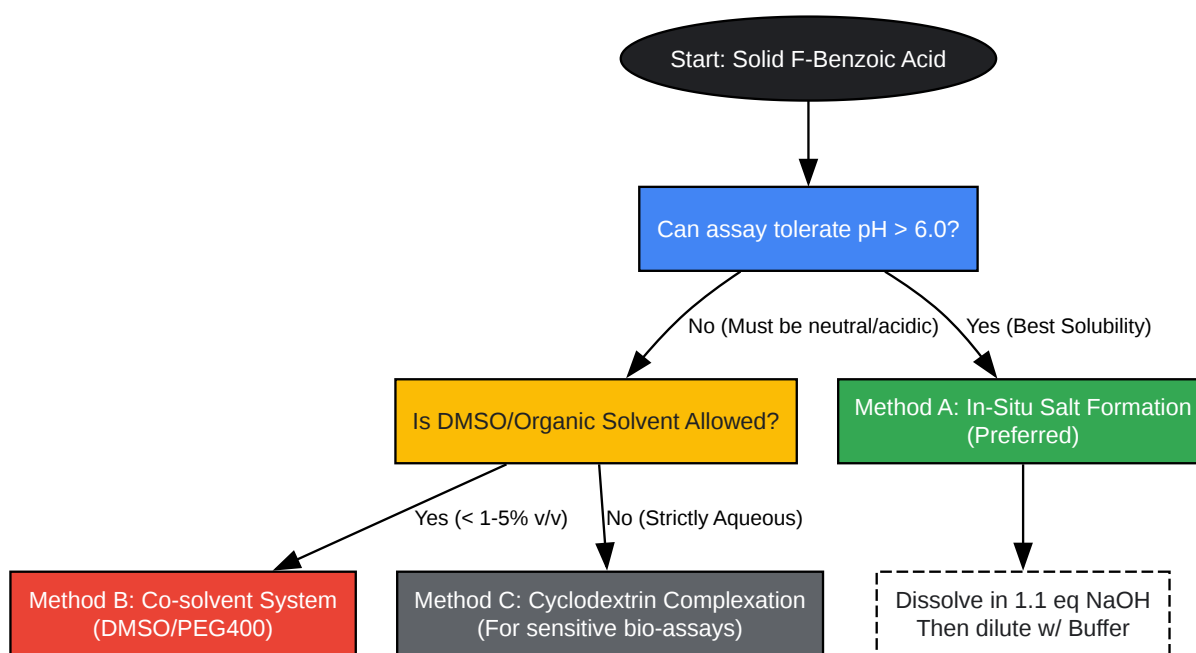 Start: Solid F-Benzoic Acid
Can assay tolerate pH > 6.0?
No (Must be neutral/acidic)
Yes (Best Solubility)
Is DMSO/Organic Solvent Allowed?
Method A: In-Situ Salt Formation
(Preferred)
Yes (< 1-5% v/v)
No (Strictly Aqueous)
Method B: Co-solvent System
(DMSO/PEG400)
Method C: Cyclodextrin Complexation
(For sensitive bio-assays)
Dissolve in 1.1 eq NaOH
Then dilute w/ Buffer